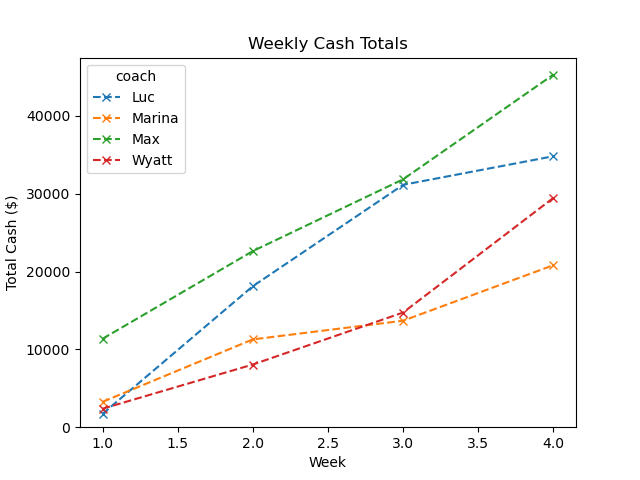 Weekly Cash Totals
coach
Luc
Marina
Max
Wyatt
Total Cash ($)
40000
30000
20000
10000
0
1.0 1.5 2.0 2.5 3.0 3.5 4.0
Week